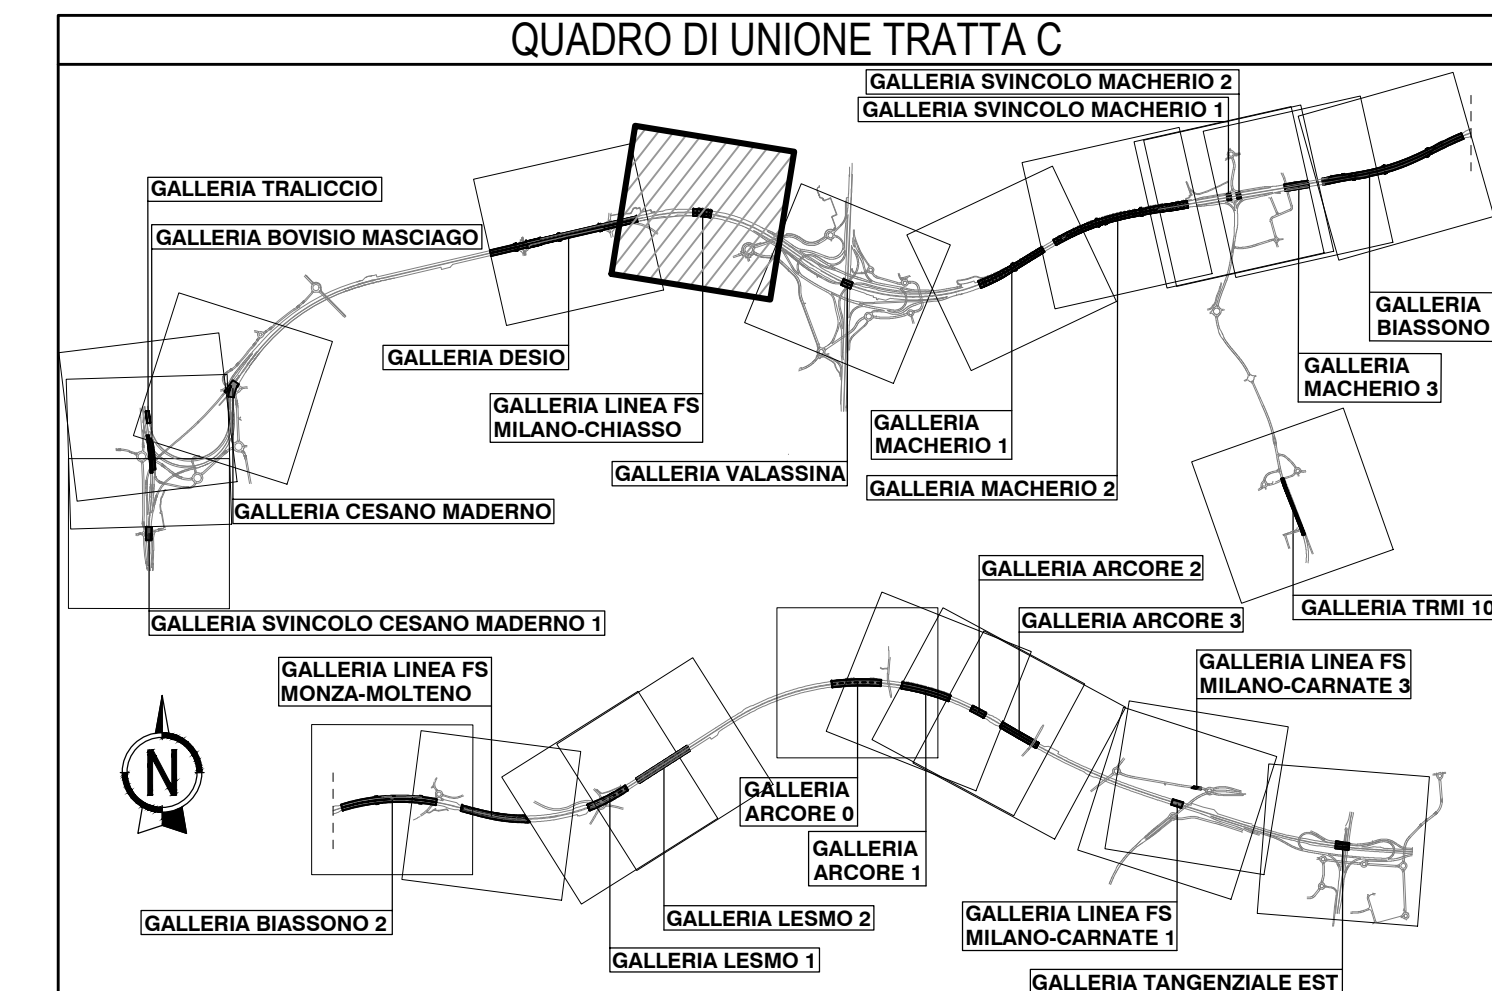 QUADRO DI UNIONE TRATTA C
GALLERIA SVINCOLO MACHERIO 2
GALLERIA SVINCOLO MACHERIO 1
GALLERIA TRALICCIO
GALLERIA BOVISIO MASCIAGO
GALLERIA DESIO
GALLERIA LINEA FS
MILANO-CHIASSO
GALLERIA VALASSINA
GALLERIA
MACHERIO 1
GALLERIA MACHERIO 2
GALLERIA
BIASSONO
GALLERIA
MACHERIO 3
GALLERIA CESANO MADERNO
GALLERIA SVINCOLO CESANO MADERNO 1
GALLERIA TRMI 10
GALLERIA ARCORE 2
GALLERIA ARCORE 3
GALLERIA LINEA FS
MONZA-MOLTENO
GALLERIA LINEA FS
MILANO-CARNATE 3
N
GALLERIA
ARCORE 0
GALLERIA
ARCORE 1
GALLERIA BIASSONO 2
GALLERIA LESMO 2
GALLERIA LESMO 1
GALLERIA LINEA FS
MILANO-CARNATE 1
GALLERIA TANGENZIALE EST